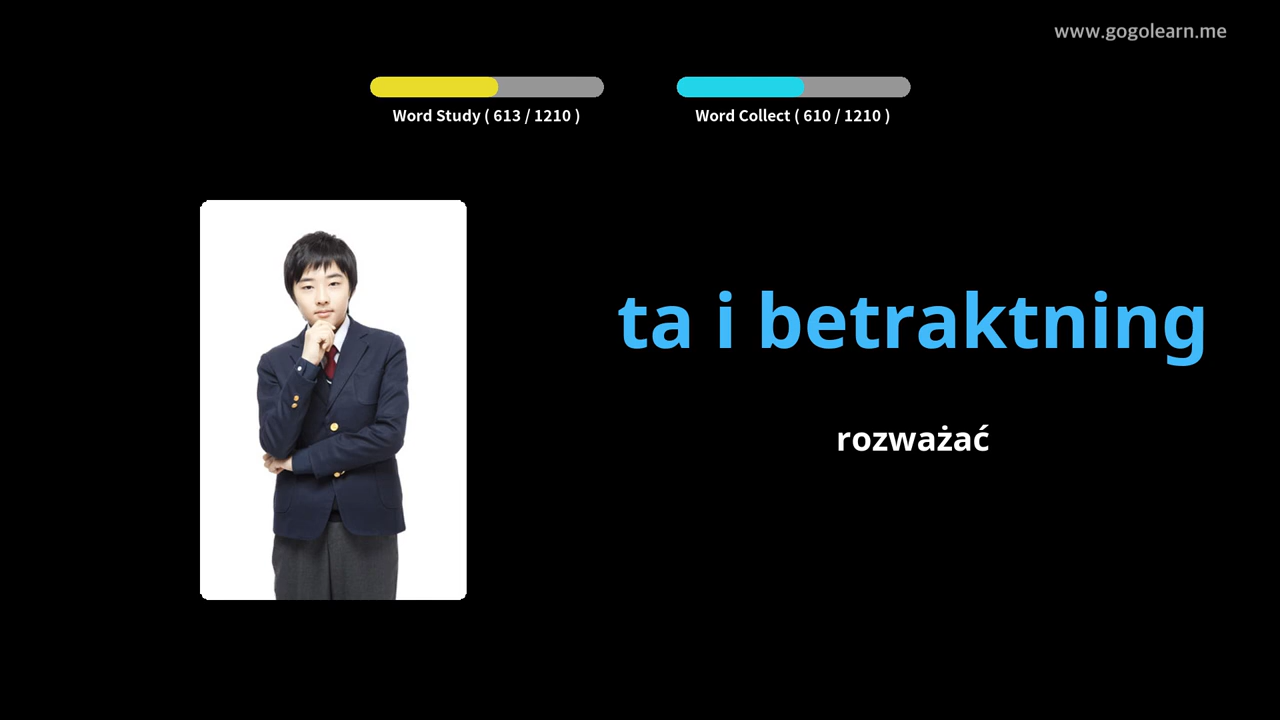 www.gogolearn.me
Word Study ( 613 / 1210 )
Word Collect ( 610 / 1210 )
ta i betraktning
rozważać